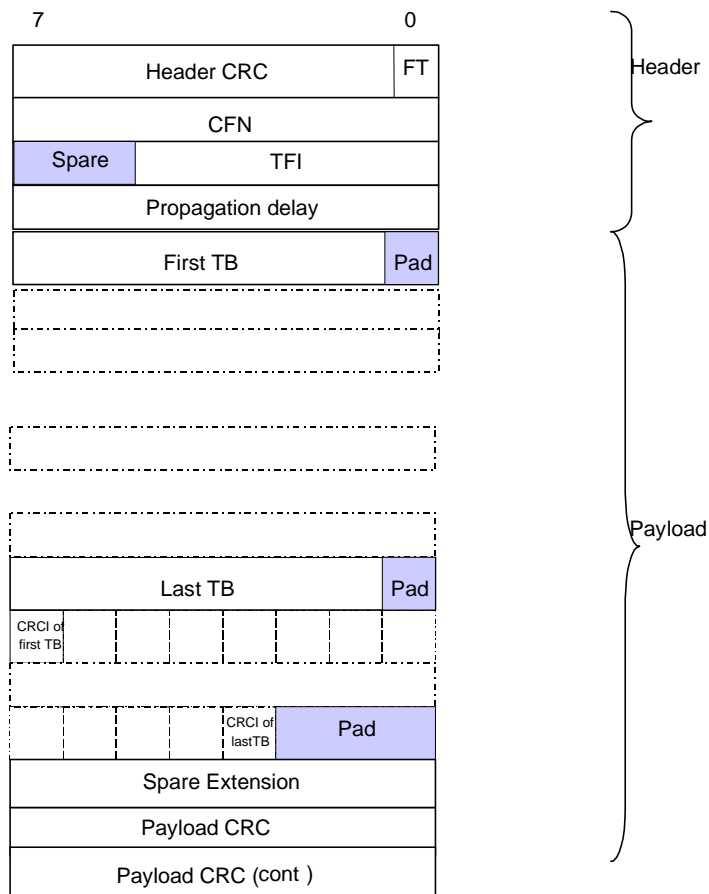 7 0
Header CRC FT
Header
CFN
Spare TFI
Propagation delay
First TB Pad
Payload
Last TB Pad
CRCI of
first TB
CRCI of
lastTB
Pad
Spare Extension
Payload CRC
Payload CRC (cont )